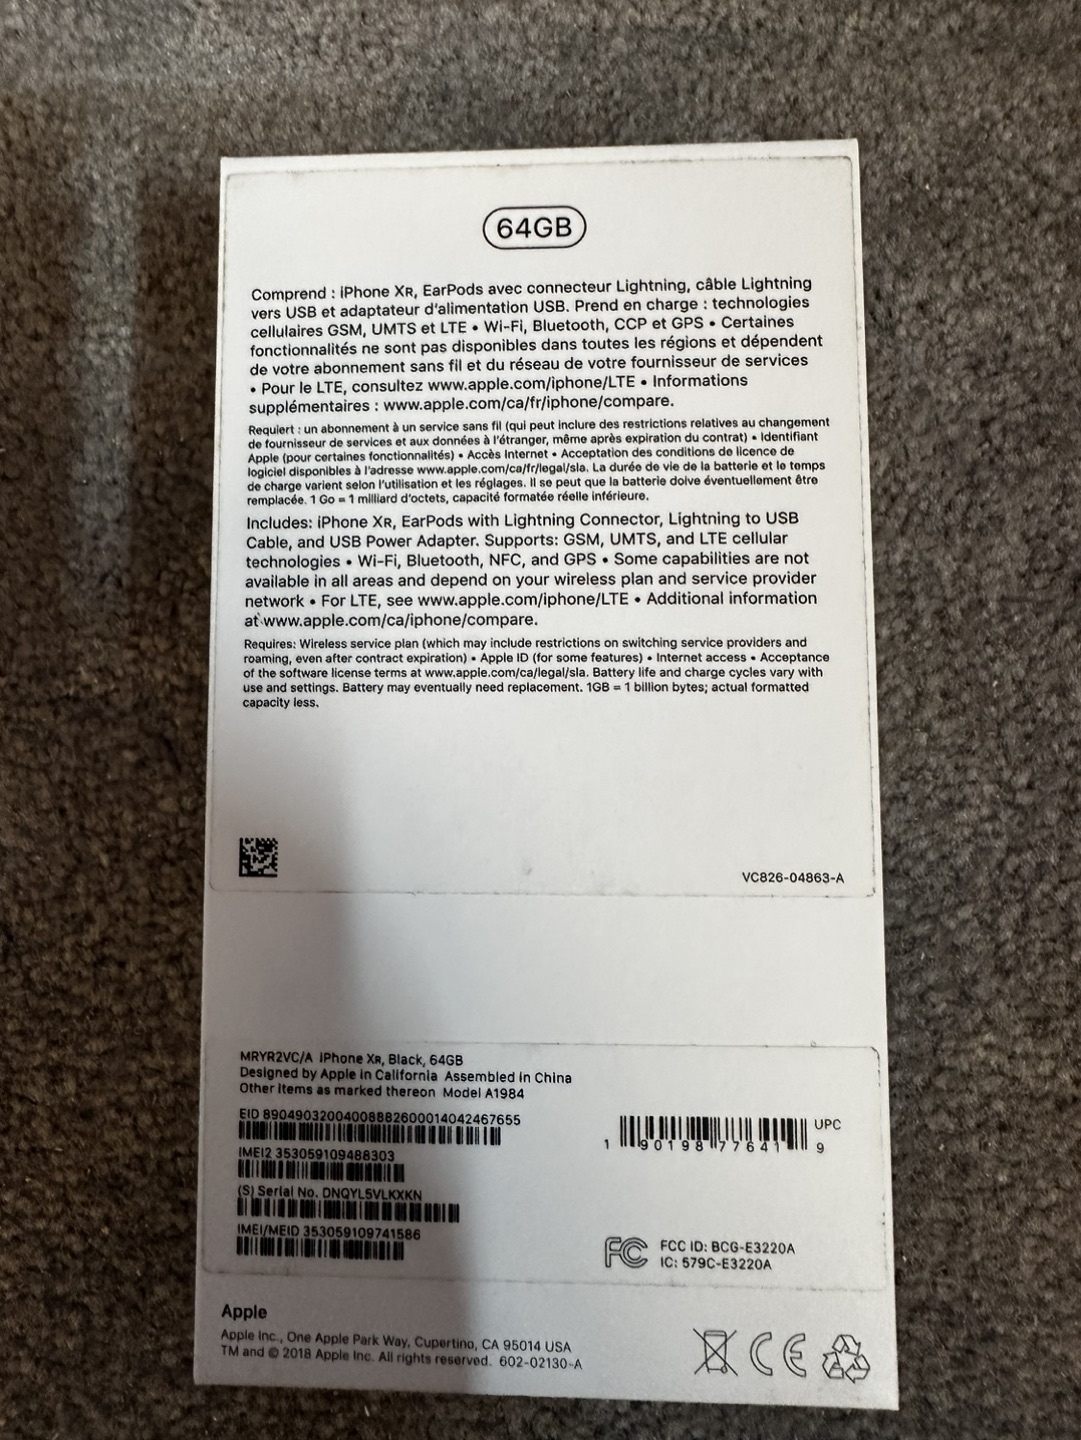 64GB
Comprend : iPhone XR, EarPods avec connecteur Lightning, câble Lightning
vers USB et adaptateur d'alimentation USB. Prend en charge : technologies
cellulaires GSM, UMTS et LTE • Wi-Fi, Bluetooth, CCP et GPS • Certaines
fonctionnalités ne sont pas disponibles dans toutes les régions et dépendent
de votre abonnement sans fil et du réseau de votre fournisseur de services
• Pour le LTE, consultez www.apple.com/iphone/LTE • Informations
supplémentaires : www.apple.com/ca/fr/iphone/compare.
Requiert : un abonnement à un service sans fil (qui peut inclure des restrictions relatives au changement
de fournisseur de services et aux données à l'étranger, même après expiration du contrat) • Identifiant
Apple (pour certaines fonctionnalités) • Accès Internet • Acceptation des conditions de licence de
logiciel disponibles à l'adresse www.apple.com/ca/fr/legal/sla. La durée de vie de la batterie et le temps
de charge varient selon l'utilisation et les réglages. Il se peut que la batterie doive éventuellement être
remplacée. 1 Go = 1 milliard d'octets, capacité formatée réelle inférieure.
Includes: iPhone XR, EarPods with Lightning Connector, Lightning to USB
Cable, and USB Power Adapter. Supports: GSM, UMTS, and LTE cellular
technologies • Wi-Fi, Bluetooth, NFC, and GPS • Some capabilities are not
available in all areas and depend on your wireless plan and service provider
network • For LTE, see www.apple.com/iphone/LTE • Additional information
at www.apple.com/ca/iphone/compare.
Requires: Wireless service plan (which may include restrictions on switching service providers and
roaming, even after contract expiration) • Apple ID (for some features) • Internet access • Acceptance
of the software license terms at www.apple.com/ca/legal/sla. Battery life and charge cycles vary with
use and settings. Battery may eventually need replacement. 1GB = 1 billion bytes; actual formatted
capacity less.
VC826-04863-A
MRYR2VC/A iPhone XR, Black, 64GB
Designed by Apple in California Assembled in China
Other items as marked thereon Model A1984
EID 89049032004008882600014042467655
IMEI2 353059109488303
(S) Serial No. DNQYL5VLKXKN
IMEI/MEID 353059109741586
UPC
1 90198 77641 9
FC FCC ID: BCG-E3220A
IC: 579C-E3220A
Apple
Apple Inc., One Apple Park Way, Cupertino, CA 95014 USA
TM and © 2018 Apple Inc. All rights reserved. 602-02130-A
CE